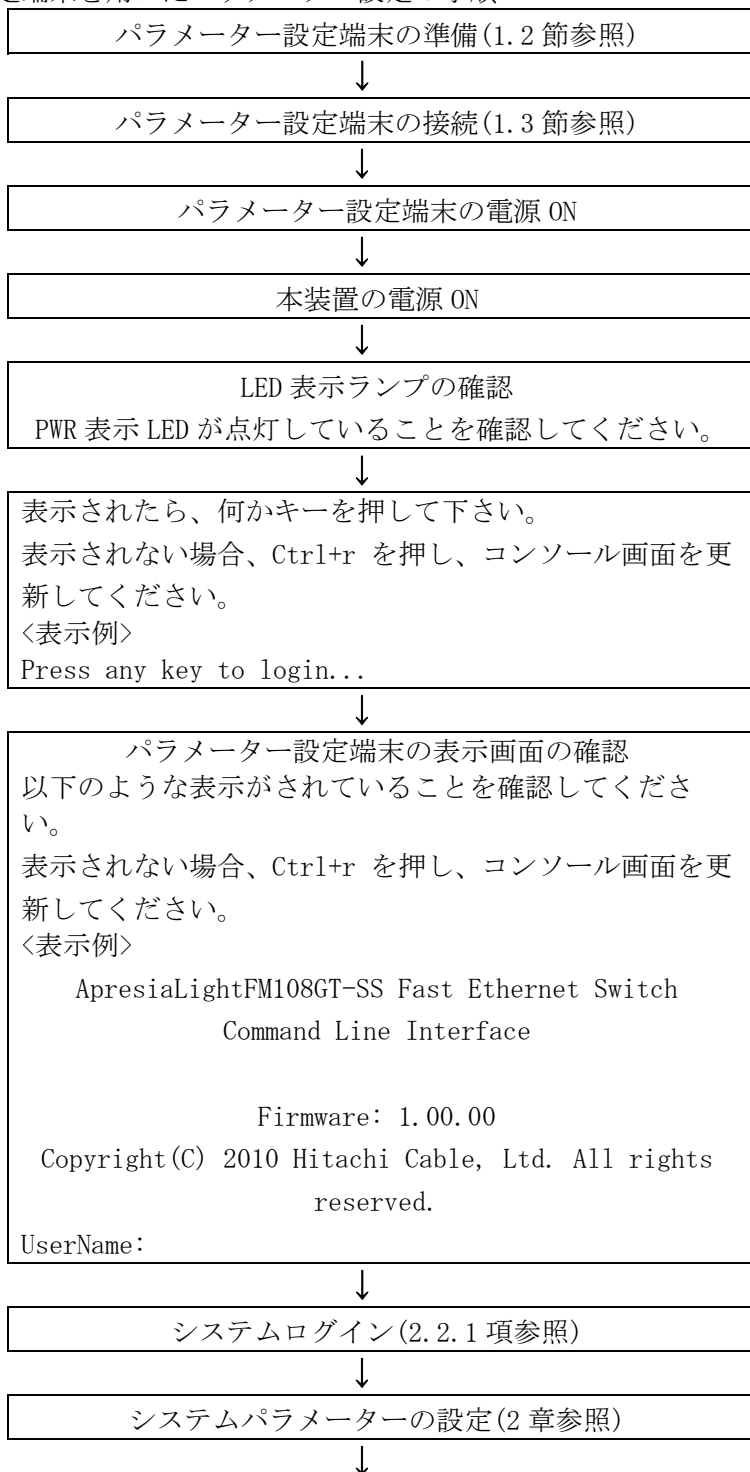 パラメーター設定端末の準備(1.2 節参照)
↓
パラメーター設定端末の接続(1.3 節参照)
↓
パラメーター設定端末の電源 ON
↓
本装置の電源 ON
↓
LED 表示ランプの確認
PWR 表示 LED が点灯していることを確認してください。
↓
表示されたら、何かキーを押して下さい。
表示されない場合、Ctrl+r を押し、コンソール画面を更
新してください。
<表示例>
Press any key to login...
↓
パラメーター設定端末の表示画面の確認
以下のような表示がされていることを確認してくださ
い。
表示されない場合、Ctrl+r を押し、コンソール画面を更
新してください。
<表示例>
ApresiaLightFM108GT-SS Fast Ethernet Switch
Command Line Interface
Firmware: 1.00.00
Copyright(C) 2010 Hitachi Cable, Ltd. All rights
reserved.
UserName:
↓
システムログイン(2.2.1 項参照)
↓
システムパラメーターの設定(2 章参照)
↓